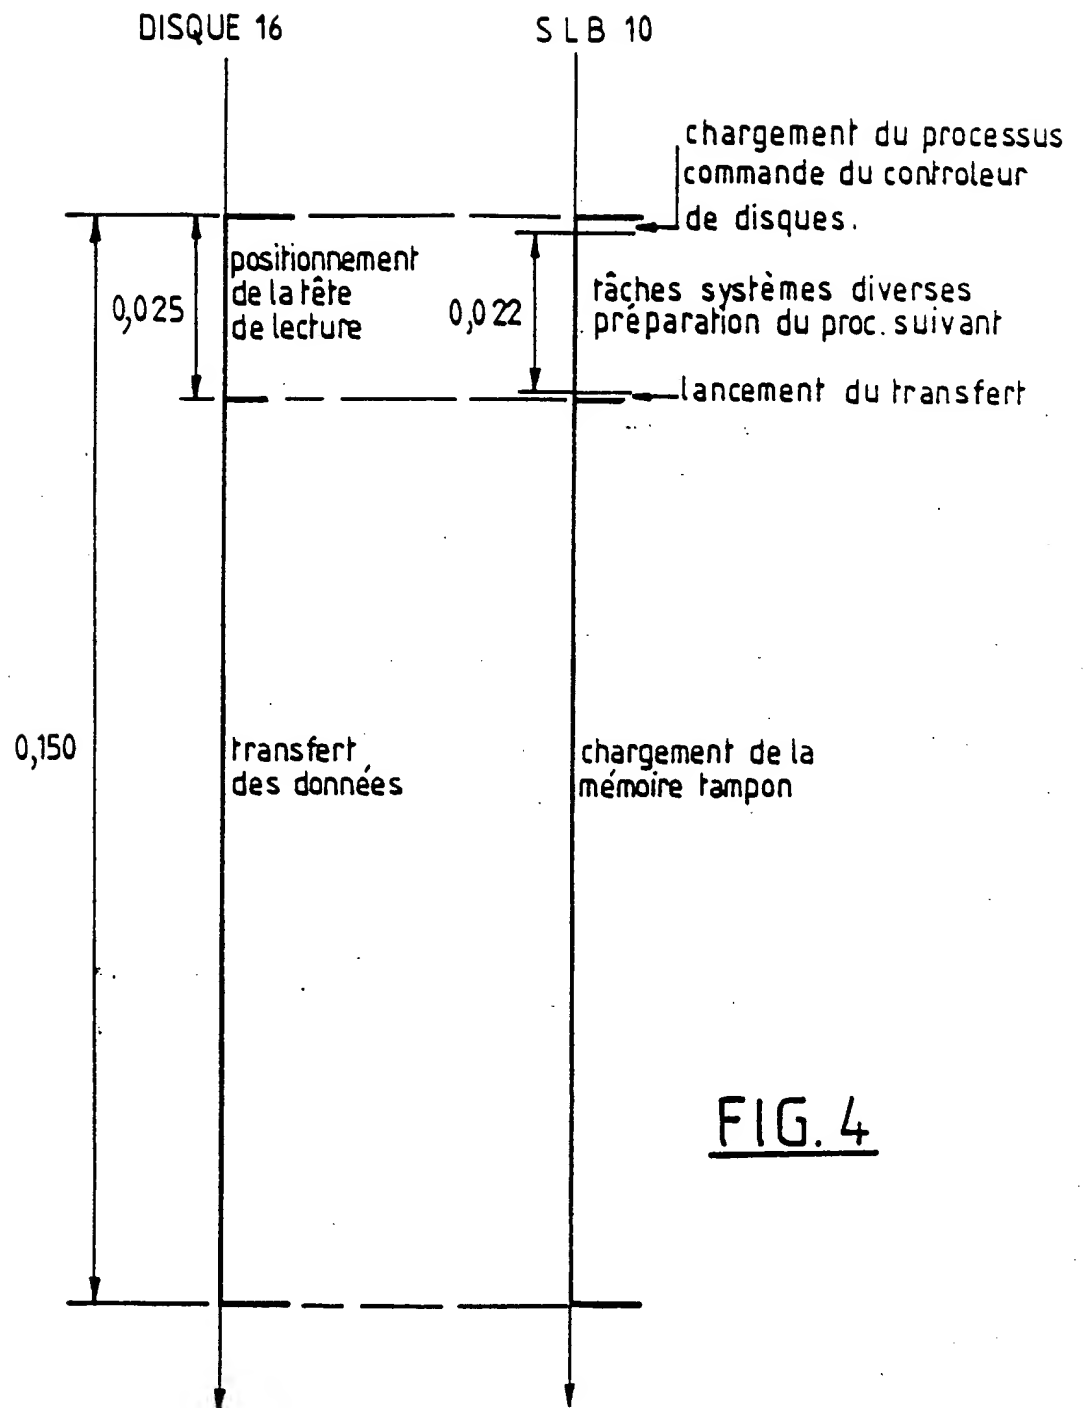 DISQUE 16
SLB 10
chargement du processus
commande du controleur
de disques.
positionnement
de la tête
de lecture
0,025
0,022
tâches systèmes diverses
préparation du proc. suivant
lancement du transfert
0,150
transfert
des données
chargement de la
mémoire tampon
FIG. 4